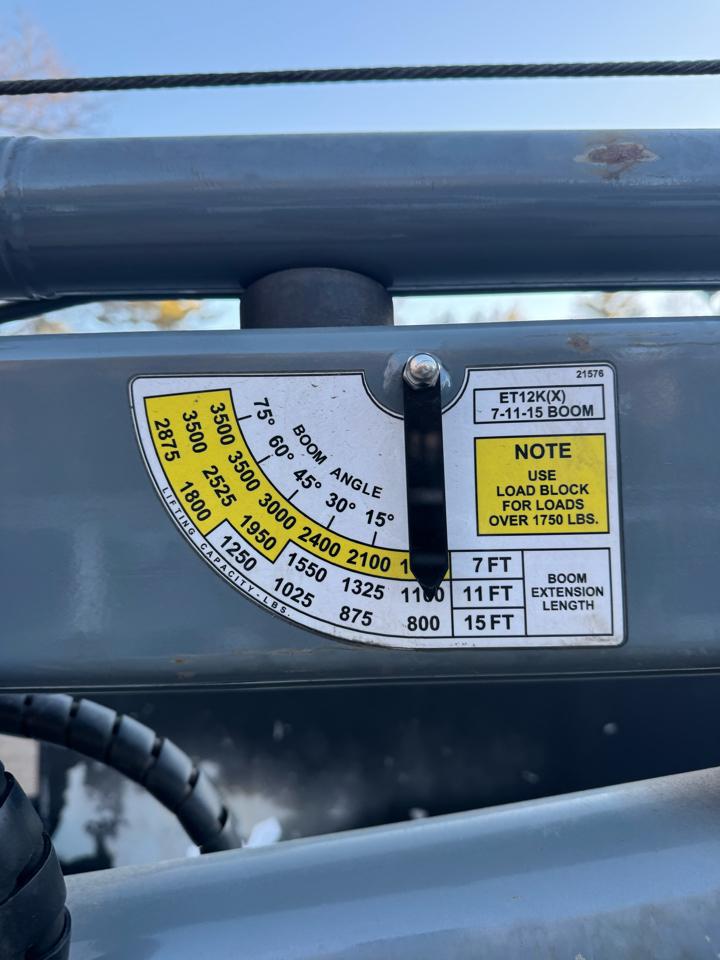 21576
ET12K(X)
7-11-15 BOOM
NOTE
USE
LOAD BLOCK
FOR LOADS
OVER 1750 LBS.
BOOM ANGLE
75° 60° 45° 30° 15°
3500 3500 3000 2400 2100
7 FT
3500 2525 1950 1550 1325 1100
11 FT
2875 1800 1250 1025 875 800
15 FT
BOOM
EXTENSION
LENGTH
LIFTING CAPACITY - LBS.